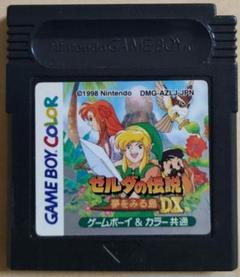 Nintendo GAME BOY
©1998 Nintendo DMG-AZLJ-JPN
GAME BOY COLOR
ゼルダの伝説
夢をみる島 DX
ゲームボーイ & カラー 共通